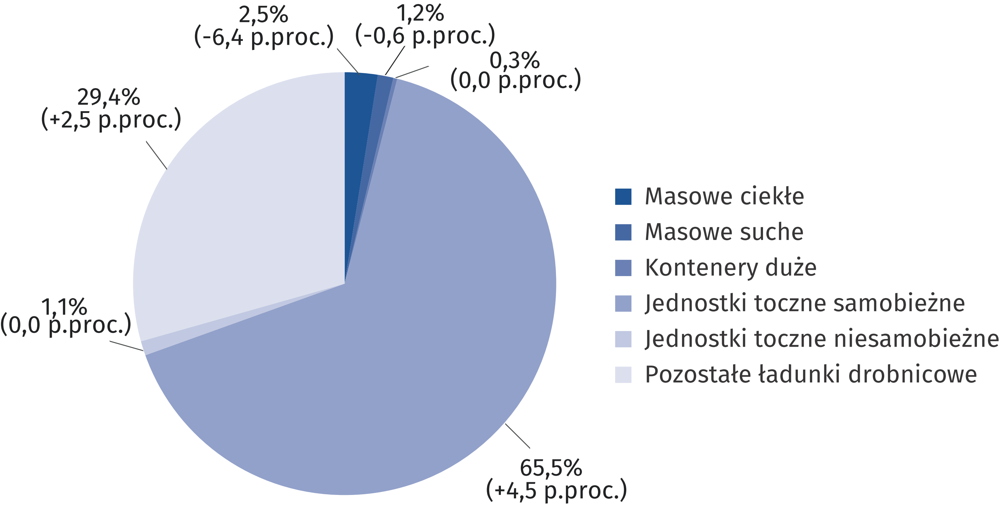 2,5%
(-6,4 p.proc.)
1,2%
(-0,6 p.proc.)
0,3%
(0,0 p.proc.)
29,4%
(+2,5 p.proc.)
1,1%
(0,0 p.proc.)
65,5%
(+4,5 p.proc.)
Masowe ciekłe
Masowe suche
Kontenery duże
Jednostki toczne samobieżne
Jednostki toczne niesamobieżne
Pozostałe ładunki drobnicowe